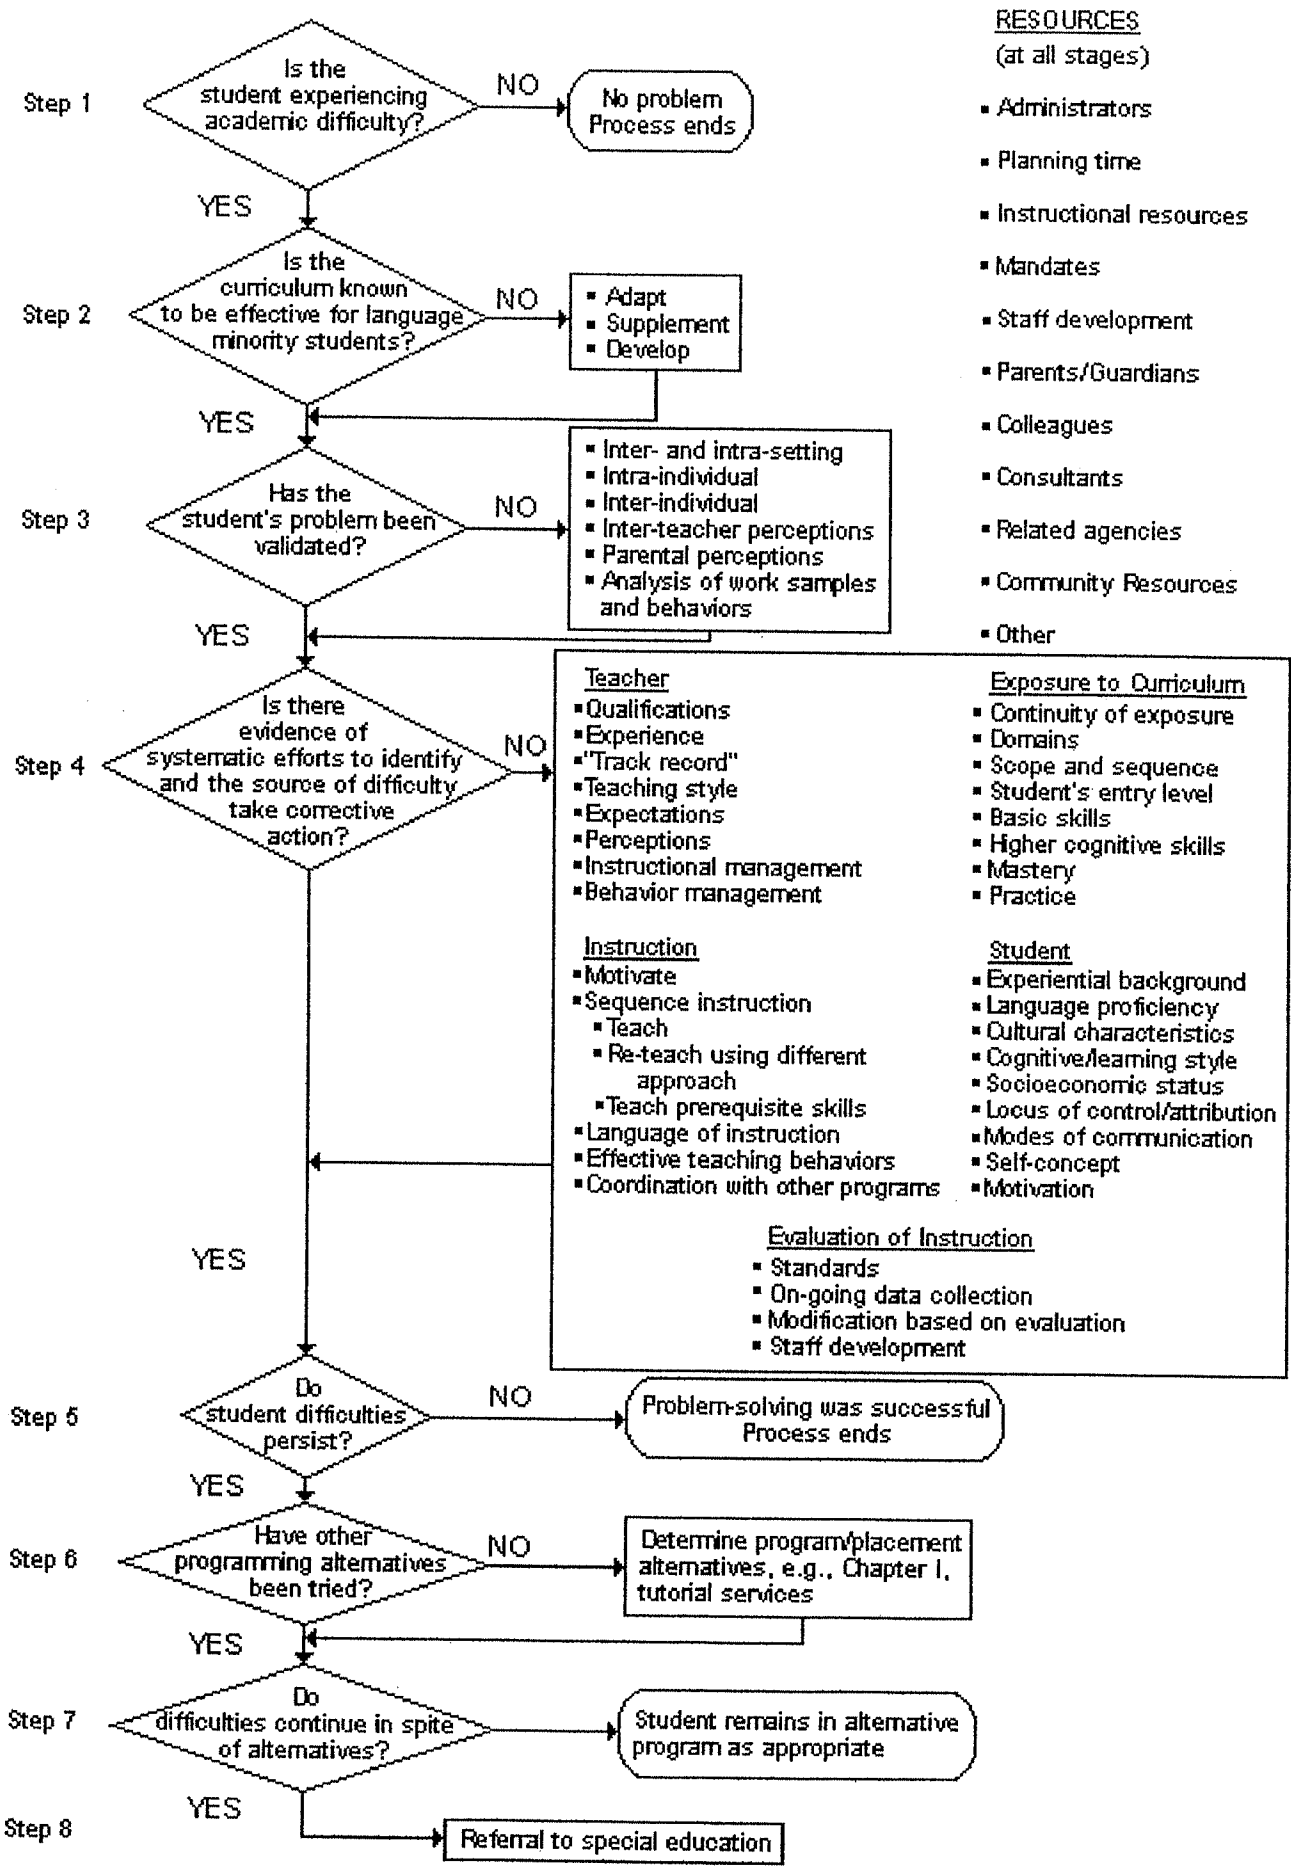 Step 1
Is the
student experiencing
academic difficulty?
NO
No problem
Process ends
YES
Step 2
Is the
curriculum known
to be effective for language
minority students?
NO
▪ Adapt
▪ Supplement
▪ Develop
YES
Step 3
Has the
student's problem been
validated?
NO
▪ Inter- and intra-setting
▪ Intra-individual
▪ Inter-individual
▪ Inter-teacher perceptions
▪ Parental perceptions
▪ Analysis of work samples
and behaviors
YES
RESOURCES
(at all stages)
▪ Administrators
▪ Planning time
▪ Instructional resources
▪ Mandates
▪ Staff development
▪ Parents/Guardians
▪ Colleagues
▪ Consultants
▪ Related agencies
▪ Community Resources
▪ Other
Step 4
Is there
evidence of
systematic efforts to identify
and the source of difficulty
take corrective
action?
NO
Teacher
▪ Qualifications
▪ Experience
▪ "Track record"
▪ Teaching style
▪ Expectations
▪ Perceptions
▪ Instructional management
▪ Behavior management
Exposure to Curriculum
▪ Continuity of exposure
▪ Domains
▪ Scope and sequence
▪ Student's entry level
▪ Basic skills
▪ Higher cognitive skills
▪ Mastery
▪ Practice
Instruction
▪ Motivate
▪ Sequence instruction
▪ Teach
▪ Re-teach using different
approach
▪ Teach prerequisite skills
▪ Language of instruction
▪ Effective teaching behaviors
▪ Coordination with other programs
Student
▪ Experiential background
▪ Language proficiency
▪ Cultural characteristics
▪ Cognitive/learning style
▪ Socioeconomic status
▪ Locus of control/attribution
▪ Modes of communication
▪ Self-concept
▪ Motivation
Evaluation of Instruction
▪ Standards
▪ On-going data collection
▪ Modification based on evaluation
▪ Staff development
YES
Step 5
Do
student difficulties
persist?
NO
Problem-solving was successful
Process ends
YES
Step 6
Have other
programming alternatives
been tried?
NO
Determine program/placement
alternatives, e.g., Chapter I,
tutorial services
YES
Step 7
Do
difficulties continue in spite
of alternatives?
Student remains in alternative
program as appropriate
YES
Step 8
Referral to special education